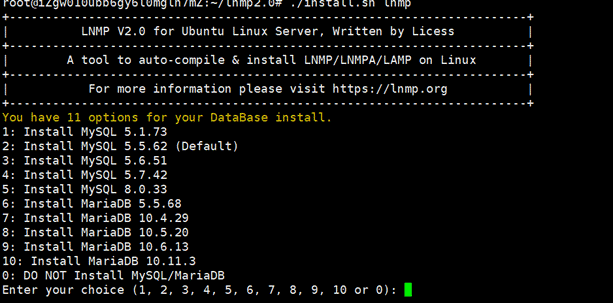 root@iZgw010ubb6gy6l0mgln7mZ:~/lnmp2.0# ./install.sh lnmp
+------------------------------------------------------------------------+
|          LNMP V2.0 for Ubuntu Linux Server, Written by Licess          |
+------------------------------------------------------------------------+
|        A tool to auto-compile & install LNMP/LNMPA/LAMP on Linux       |
+------------------------------------------------------------------------+
|           For more information please visit https://lnmp.org           |
+------------------------------------------------------------------------+
You have 11 options for your DataBase install.
1: Install MySQL 5.1.73
2: Install MySQL 5.5.62 (Default)
3: Install MySQL 5.6.51
4: Install MySQL 5.7.42
5: Install MySQL 8.0.33
6: Install MariaDB 5.5.68
7: Install MariaDB 10.4.29
8: Install MariaDB 10.5.20
9: Install MariaDB 10.6.13
10: Install MariaDB 10.11.3
0: DO NOT Install MySQL/MariaDB
Enter your choice (1, 2, 3, 4, 5, 6, 7, 8, 9, 10 or 0):